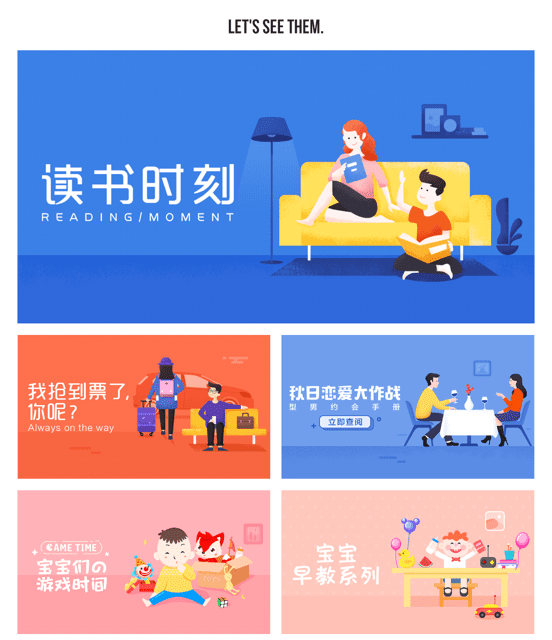 LET'S SEE THEM.
读书时刻
READING/MOMENT
我抢到票了,
你呢?
Always on the way
秋日恋爱大作战
型男约会手册
立即查阅
GAME TIME
宝宝们の
游戏时间
宝宝
早教系列